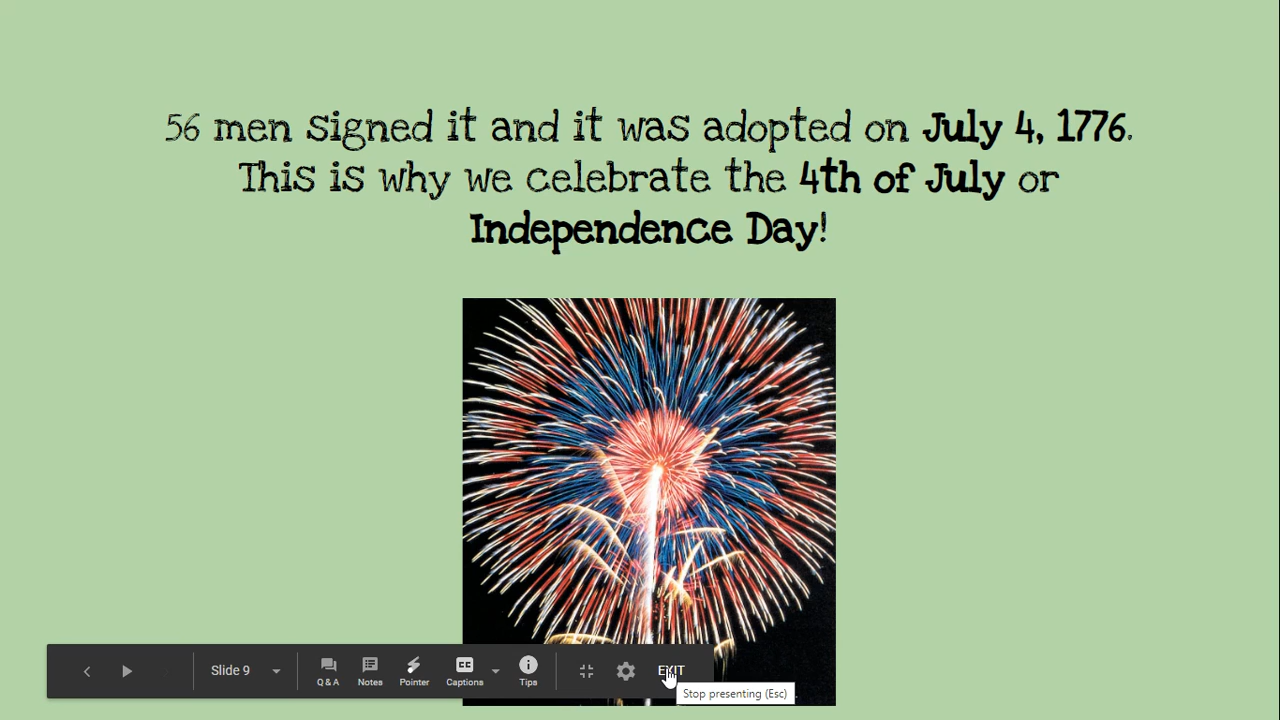 56 men signed it and it was adopted on July 4, 1776.
This is why we celebrate the 4th of July or
Independence Day!
Slide 9
Q & A
Notes
Pointer
CC
Captions
Tips
EXIT
Stop presenting (Esc)